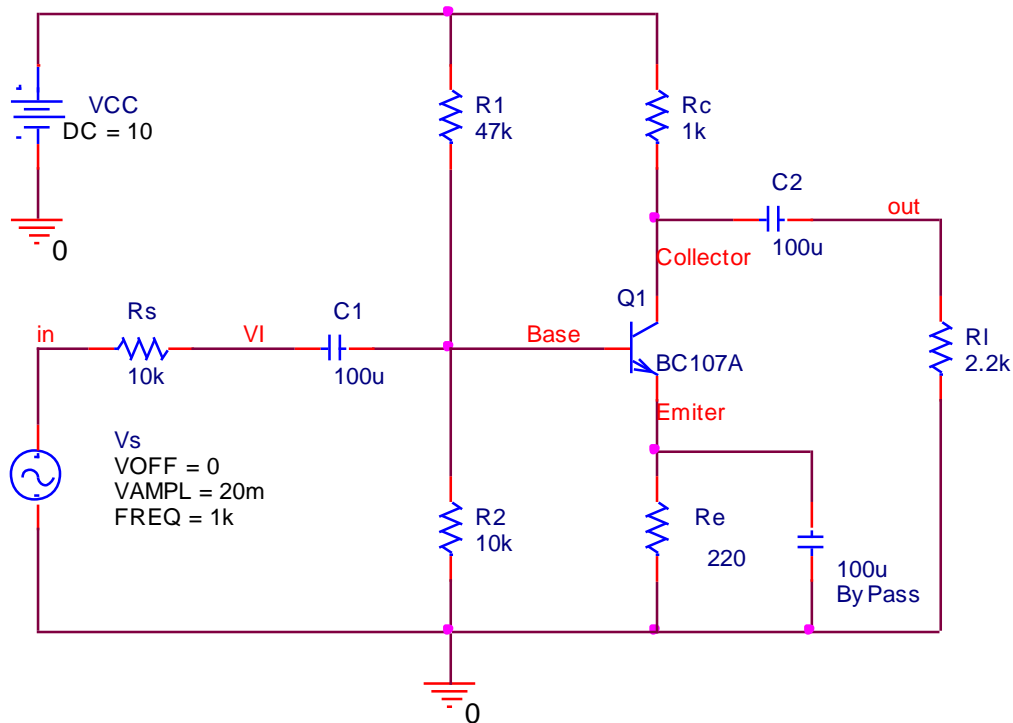 VCC
DC = 10
R1
47k
Rc
1k
C2
out
100u
0
Collector
Q1
in
Rs
VI
C1
Base
10k
100u
BC107A
Rl
2.2k
Emiter
Vs
VOFF = 0
VAMPL = 20m
FREQ = 1k
R2
10k
Re
220
100u
By Pass
0